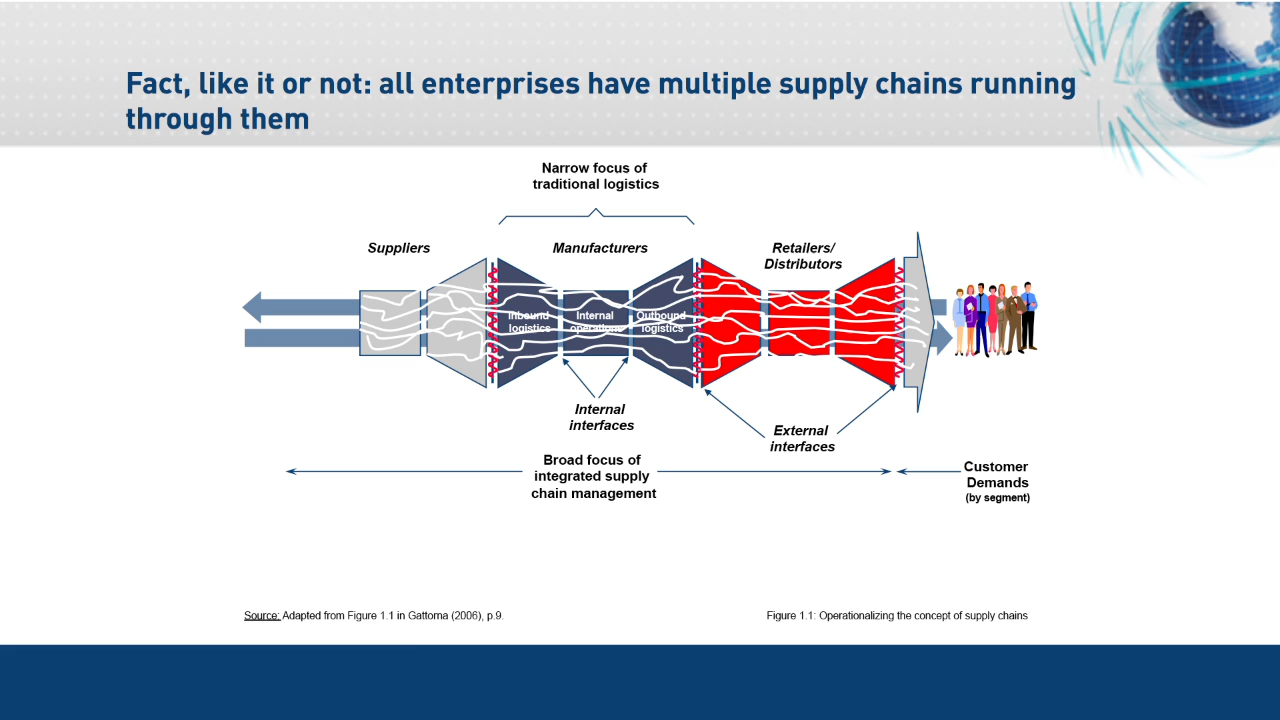 Fact, like it or not: all enterprises have multiple supply chains running
through them
Narrow focus of
traditional logistics
Suppliers
Manufacturers
Retailers/
Distributors
Inbound
logistics
Internal
operations
Outbound
logistics
Internal
interfaces
External
interfaces
Broad focus of
integrated supply
chain management
Customer
Demands
(by segment)
Source: Adapted from Figure 1.1 in Gattorna (2006), p.9.
Figure 1.1: Operationalizing the concept of supply chains